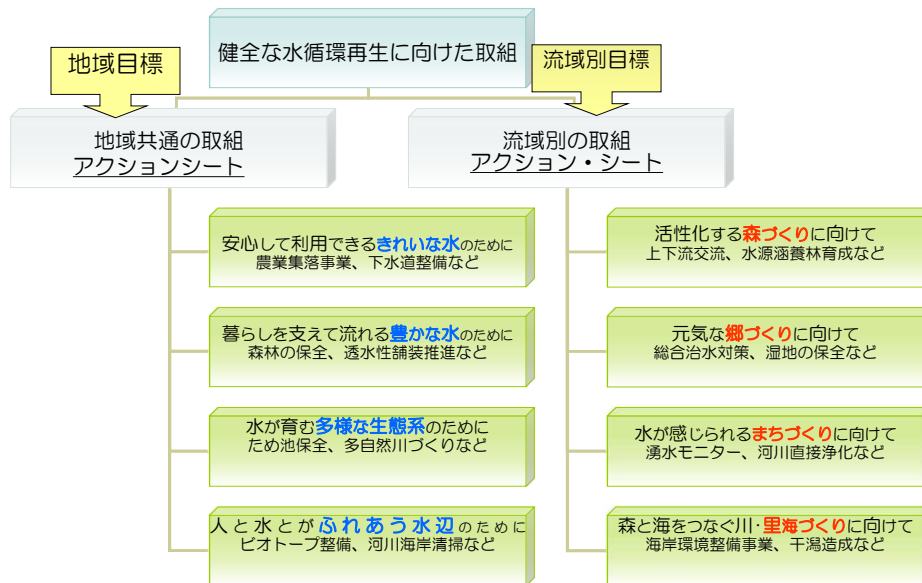 健全な水循環再生に向けた取組
地域目標
流域別目標
地域共通の取組
アクションシート
流域別の取組
アクション・シート
安心して利用できるきれいな水のために
農業集落事業、下水道整備など
暮らしを支えて流れる豊かな水のために
森林の保全、透水性舗装推進など
水が育む多様な生態系のために
ため池保全、多自然川づくりなど
人と水とがふれあう水辺のために
ビオトープ整備、河川海岸清掃など
活性化する森づくりに向けて
上下流交流、水源涵養林育成など
元気な郷づくりに向けて
総合治水対策、湿地の保全など
水が感じられるまちづくりに向けて
湧水モニター、河川直接浄化など
森と海をつなぐ川・里海づくりに向けて
海岸環境整備事業、干潟造成など